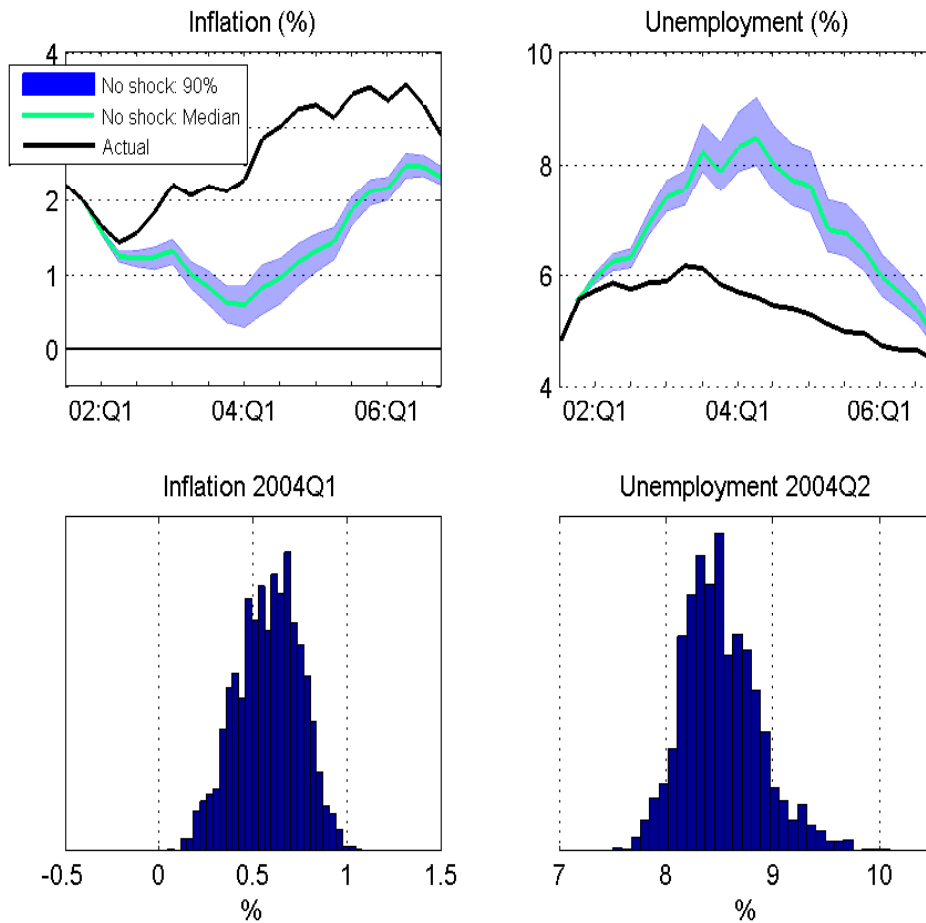 Inflation (%)
Unemployment (%)
4
2
1
0
02:Q1
04:Q1
06:Q1
No shock: 90%
No shock: Median
Actual
10
8
6
4
02:Q1
04:Q1
06:Q1
Inflation 2004Q1
Unemployment 2004Q2
-0.5
0
0.5
1
1.5
%
7
8
9
10
%